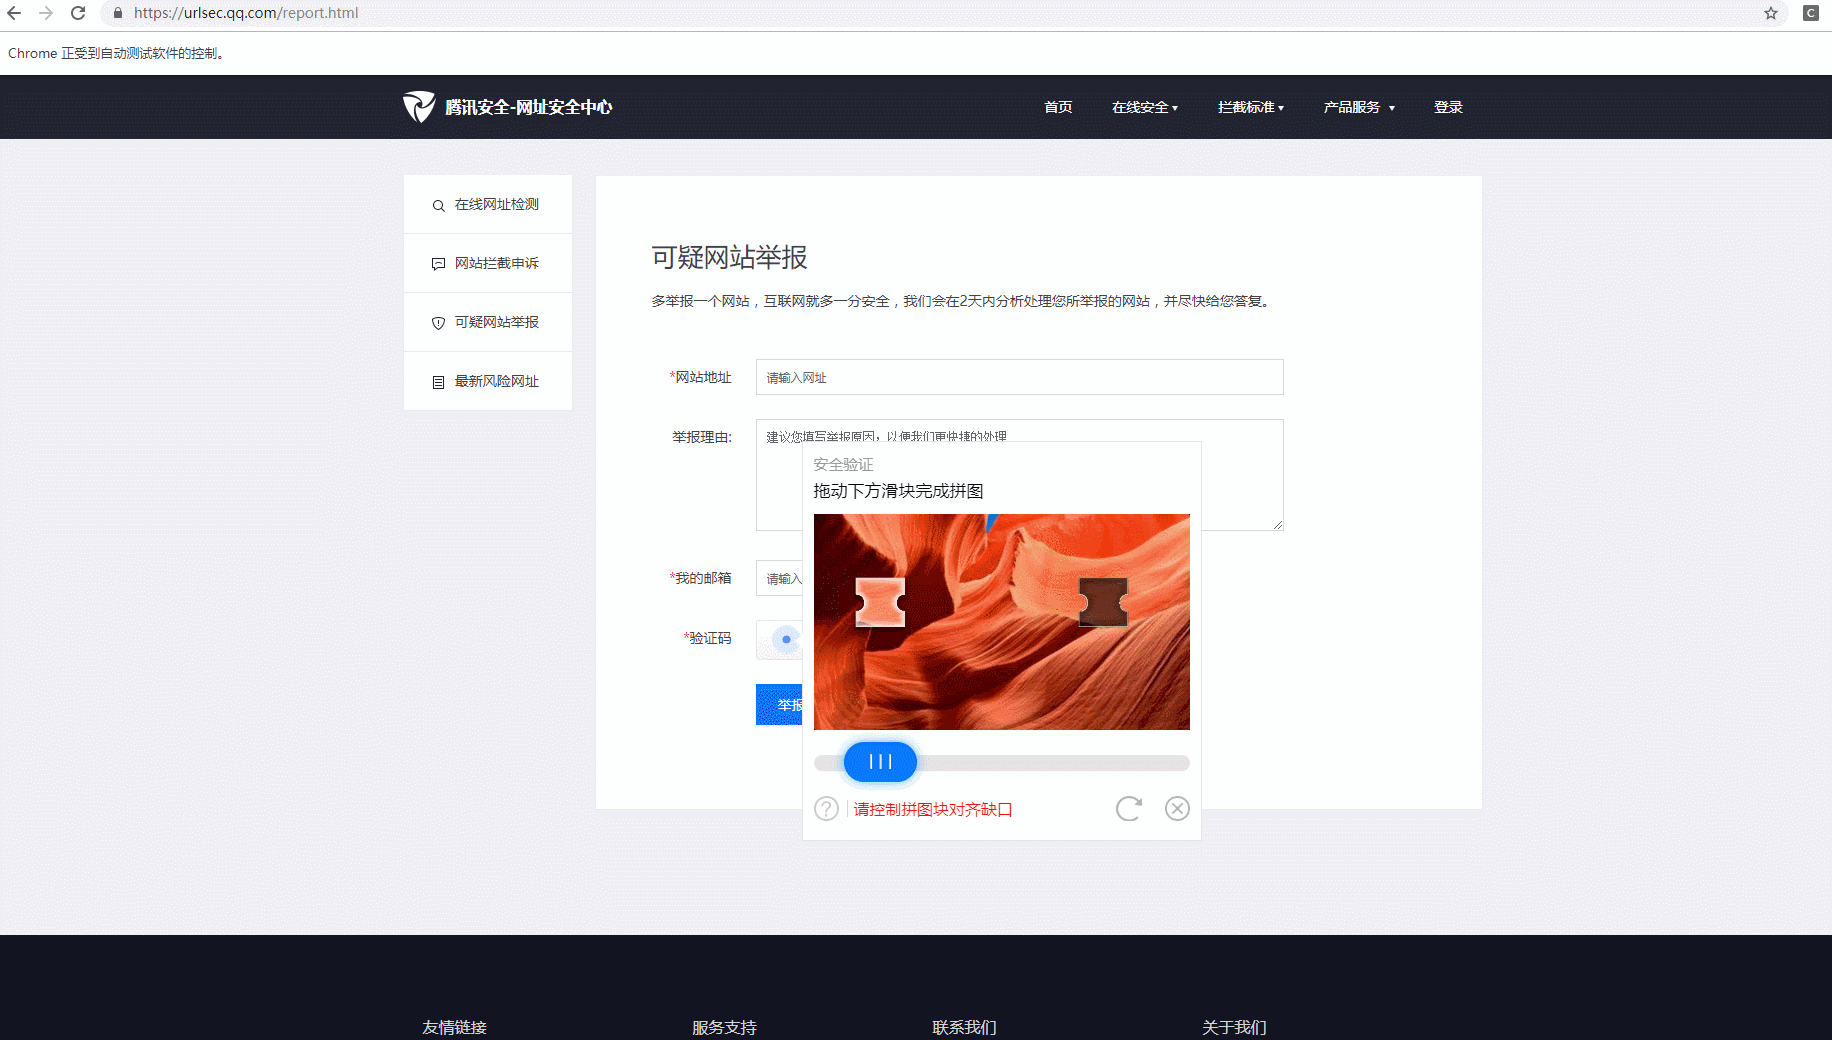 https://urlsec.qq.com/report.html
C
Chrome 正受到自动测试软件的控制。
腾讯安全-网址安全中心
首页
在线安全
拦截标准
产品服务
登录
在线网址检测
网站拦截申诉
可疑网站举报
最新风险网址
可疑网站举报
多举报一个网站，互联网就多一分安全，我们会在2天内分析处理您所举报的网站，并尽快给您答复。
*网站地址
请输入网址
举报理由:
建议您填写举报原因，以便我们更快捷的处理
安全验证
拖动下方滑块完成拼图
*我的邮箱
请输入
*验证码
举报
请控制拼图块对齐缺口
友情链接
服务支持
联系我们
关于我们